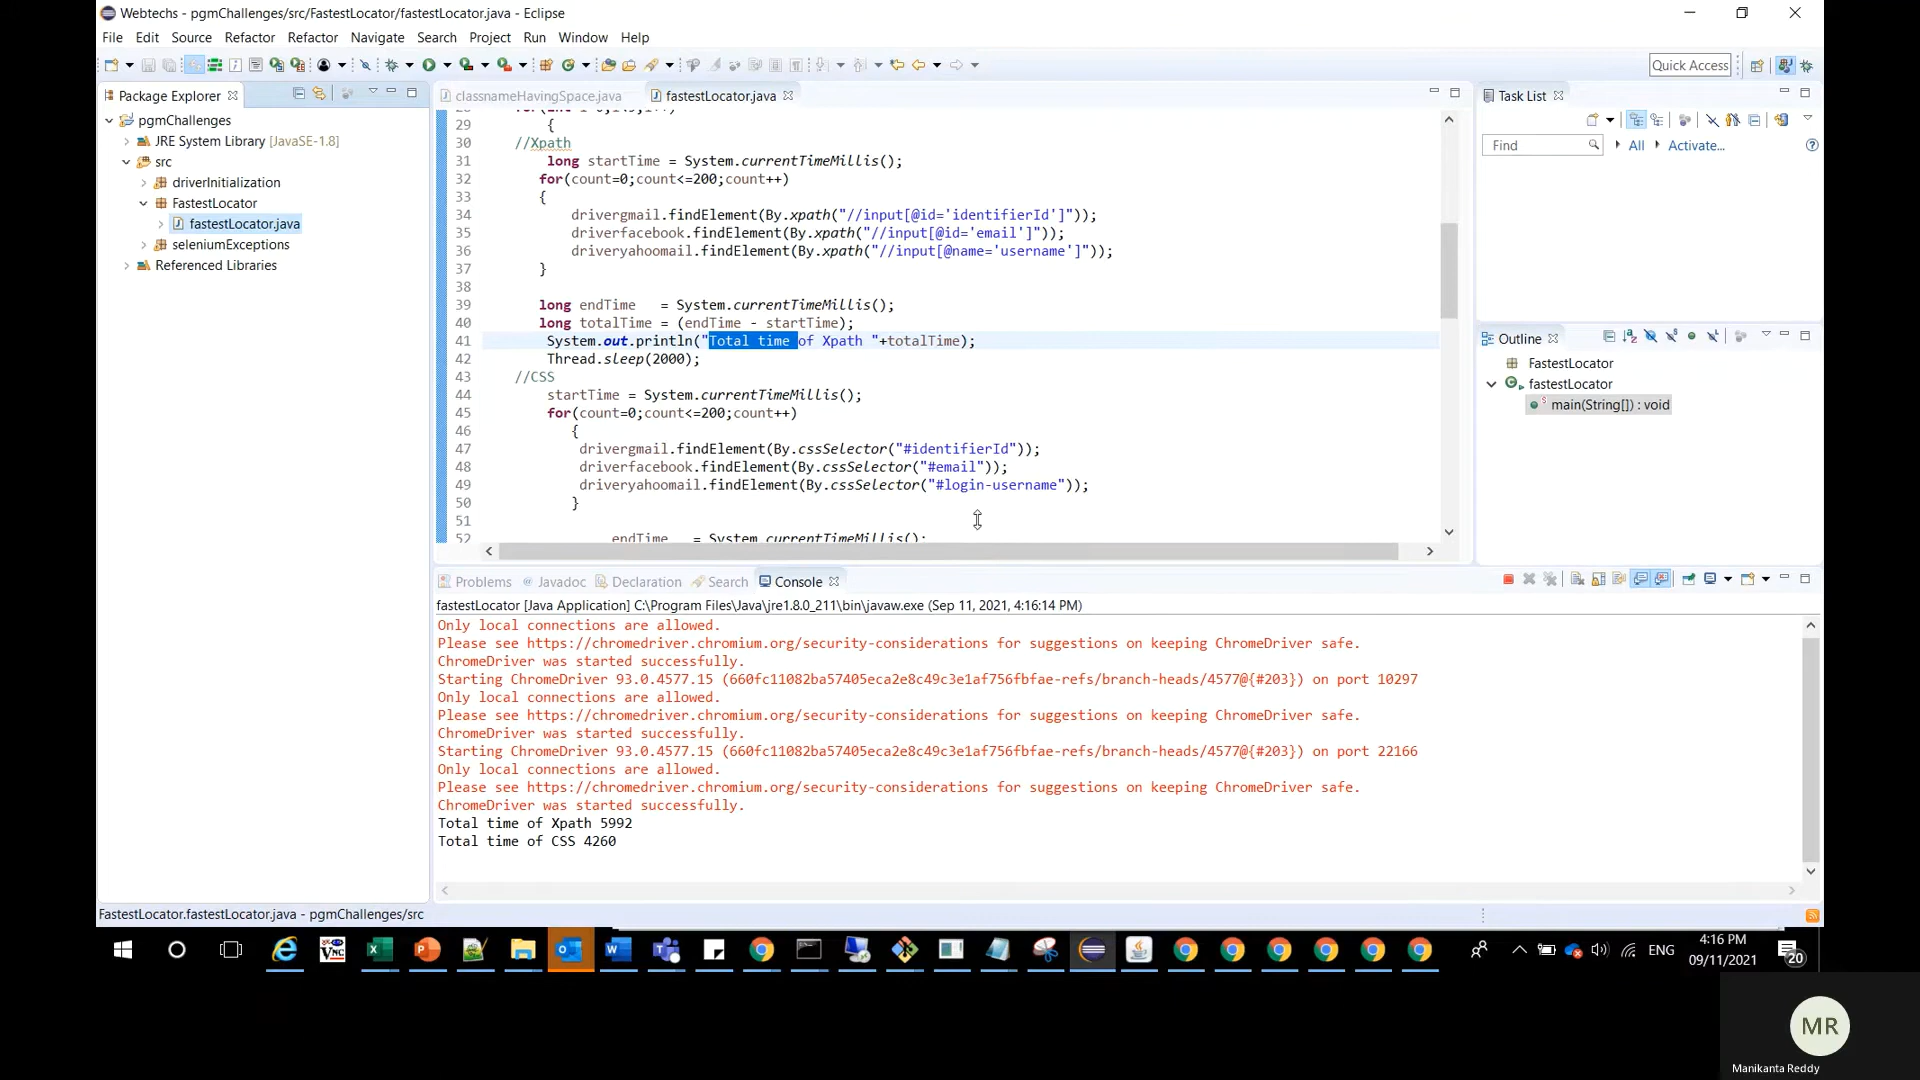 Webtechs - pgmChallenges/src/FastestLocator/fastestLocator.java - Eclipse
File Edit Source Refactor Refactor Navigate Search Project Run Window Help
Quick Access
Package Explorer
pgmChallenges
JRE System Library [JavaSE-1.8]
src
driverInitialization
FastestLocator
fastestLocator.java
seleniumExceptions
Referenced Libraries
classnameHavingSpace.java fastestLocator.java
29 {
30 //Xpath
31 long startTime = System.currentTimeMillis();
32 for(count=0;count<=200;count++)
33 {
34 drivergmail.findElement(By.xpath("//input[@id='identifierId']"));
35 driverfacebook.findElement(By.xpath("//input[@id='email']"));
36 driveryahoomail.findElement(By.xpath("//input[@name='username']"));
37 }
38
39 long endTime = System.currentTimeMillis();
40 long totalTime = (endTime - startTime);
41 System.out.println("Total time of Xpath "+totalTime);
42 Thread.sleep(2000);
43 //CSS
44 startTime = System.currentTimeMillis();
45 for(count=0;count<=200;count++)
46 {
47 drivergmail.findElement(By.cssSelector("#identifierId"));
48 driverfacebook.findElement(By.cssSelector("#email"));
49 driveryahoomail.findElement(By.cssSelector("#login-username"));
50 }
51
52 endTime = System.currentTimeMillis();
Task List
Find All Activate...
Outline
FastestLocator
fastestLocator
main(String[]) : void
Problems Javadoc Declaration Search Console
fastestLocator [Java Application] C:\Program Files\Java\jre1.8.0_211\bin\javaw.exe (Sep 11, 2021, 4:16:14 PM)
Only local connections are allowed.
Please see https://chromedriver.chromium.org/security-considerations for suggestions on keeping ChromeDriver safe.
ChromeDriver was started successfully.
Starting ChromeDriver 93.0.4577.15 (660fc11082ba57405eca2e8c49c3e1af756fbfae-refs/branch-heads/4577@{#203}) on port 10297
Only local connections are allowed.
Please see https://chromedriver.chromium.org/security-considerations for suggestions on keeping ChromeDriver safe.
ChromeDriver was started successfully.
Starting ChromeDriver 93.0.4577.15 (660fc11082ba57405eca2e8c49c3e1af756fbfae-refs/branch-heads/4577@{#203}) on port 22166
Only local connections are allowed.
Please see https://chromedriver.chromium.org/security-considerations for suggestions on keeping ChromeDriver safe.
ChromeDriver was started successfully.
Total time of Xpath 5992
Total time of CSS 4260
FastestLocator.fastestLocator.java - pgmChallenges/src
ENG
4:16 PM
09/11/2021
20
MR
Manikanta Reddy